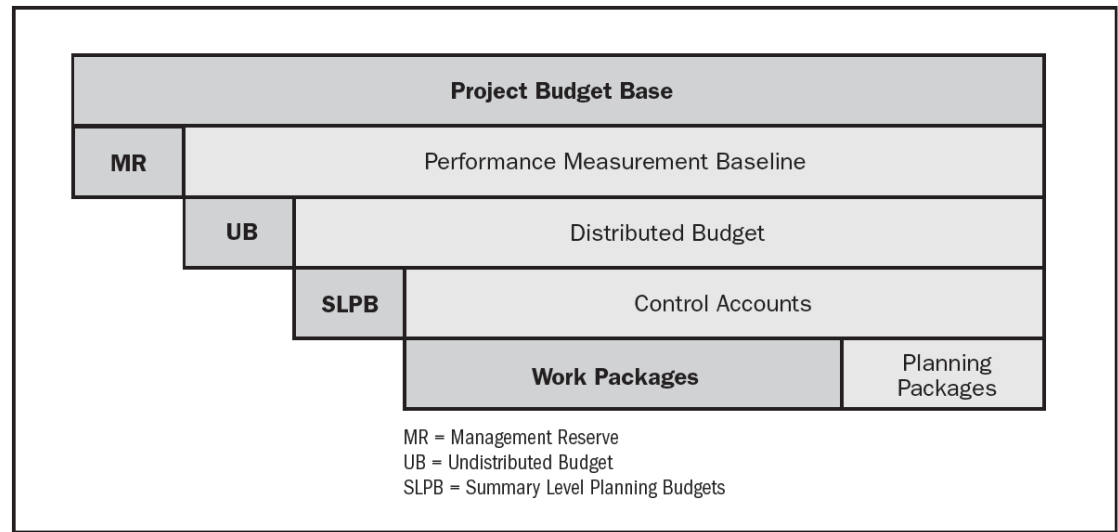 Project Budget Base
MR
Performance Measurement Baseline
UB
Distributed Budget
SLPB
Control Accounts
Work Packages
Planning
Packages
MR = Management Reserve
UB = Undistributed Budget
SLPB = Summary Level Planning Budgets